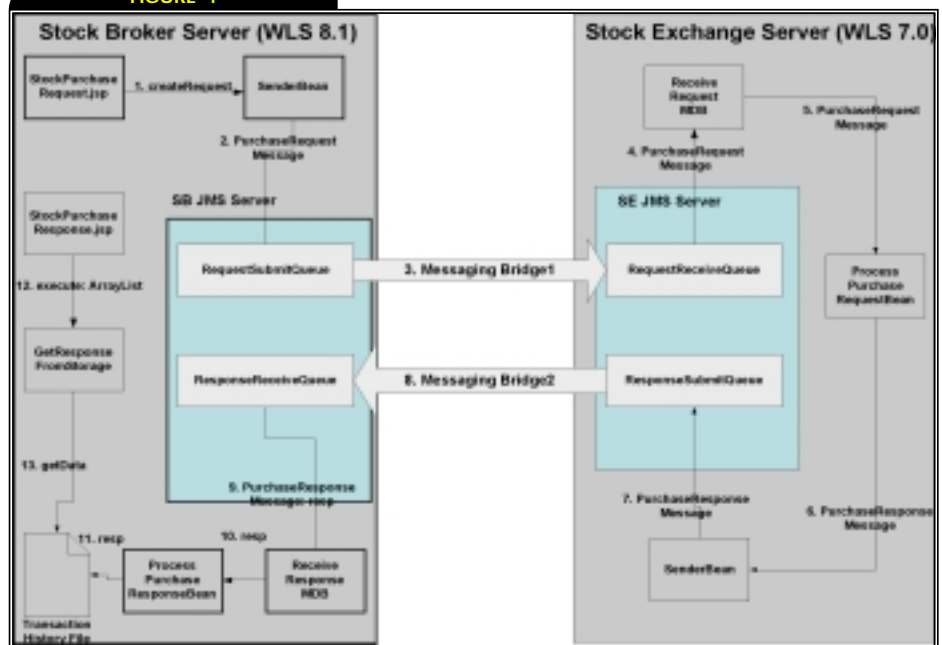 FIGURE 1
Stock Broker Server (WLS 8.1)
StockPurchase
Request.jsp
1. createRequest
SenderBean
2. PurchaseRequest
Message
SB JMS Server
StockPurchase
Response.jsp
RequestSubmitQueue
3. Messaging Bridge1
12. execute: ArrayList
GetResponse
FromStorage
ResponseReceiveQueue
8. Messaging Bridge2
13. getData
9. PurchaseResponse
Message: resp
11. resp
10. resp
Process
Purchase
ResponseBean
Receive
Response
MDB
Transaction
History File
Stock Exchange Server (WLS 7.0)
Receive
Request
MDB
5. PurchaseRequest
Message
4. PurchaseRequest
Message
SE JMS Server
RequestReceiveQueue
Process
Purchase
RequestBean
ResponseSubmitQueue
7. PurchaseResponse
Message
6. PurchaseResponse
Message
SenderBean